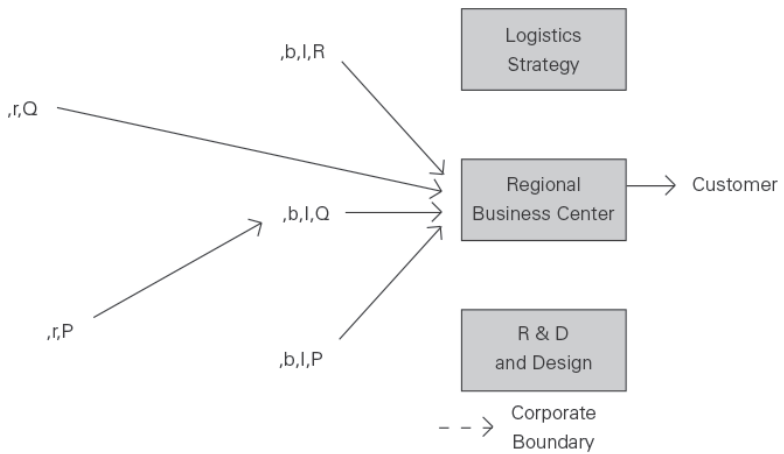 Logistics
Strategy
,b,l,R
,r,Q
Regional
Business Center
Customer
,b,l,Q
,r,P
,b,l,P
R & D
and Design
Corporate
Boundary